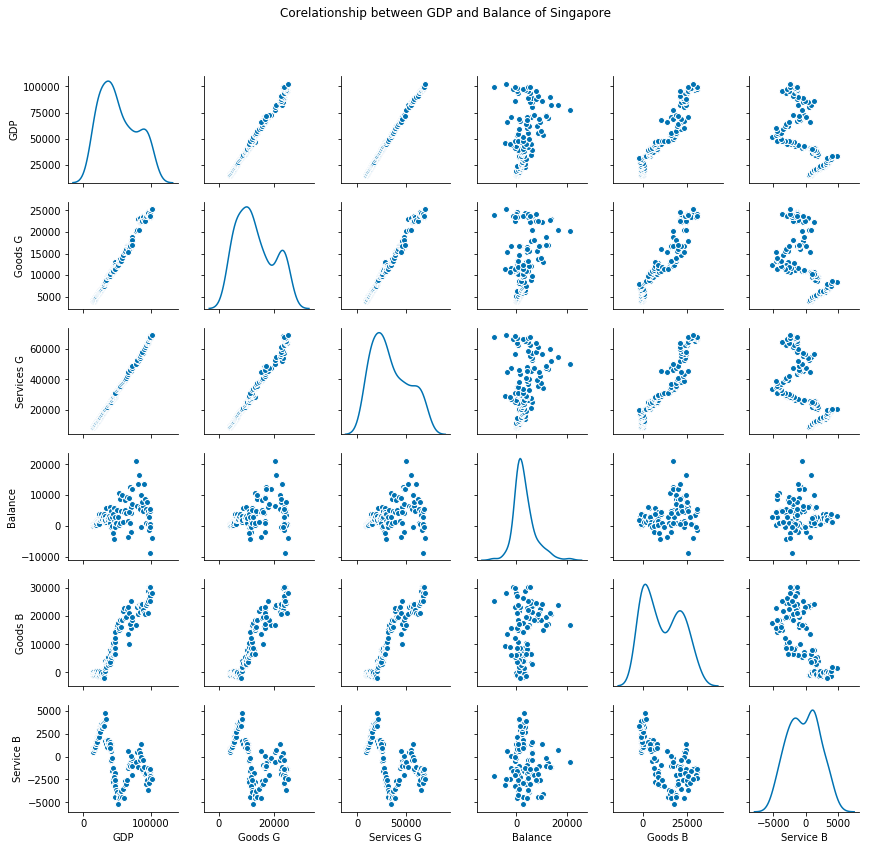 Corelationship between GDP and Balance of Singapore
100000
75000
50000
25000
GDP
25000
20000
15000
10000
5000
Goods G
60000
40000
20000
Services G
20000
10000
0
−10000
Balance
30000
20000
10000
0
Goods B
5000
2500
0
−2500
−5000
Service B
0 100000 0 20000 0 50000 0 20000 0 25000 −5000 0 5000
GDP Goods G Services G Balance Goods B Service B